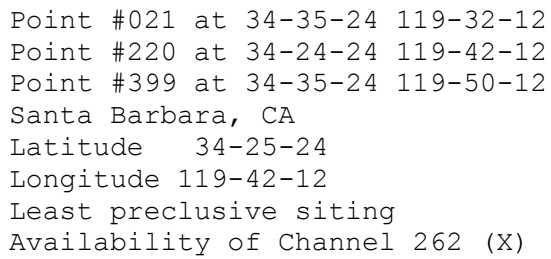 Point #021 at 34-35-24 119-32-12
Point #220 at 34-24-24 119-42-12
Point #399 at 34-35-24 119-50-12
Santa Barbara, CA
Latitude   34-25-24
Longitude 119-42-12
Least preclusive siting
Availability of Channel 262 (X)